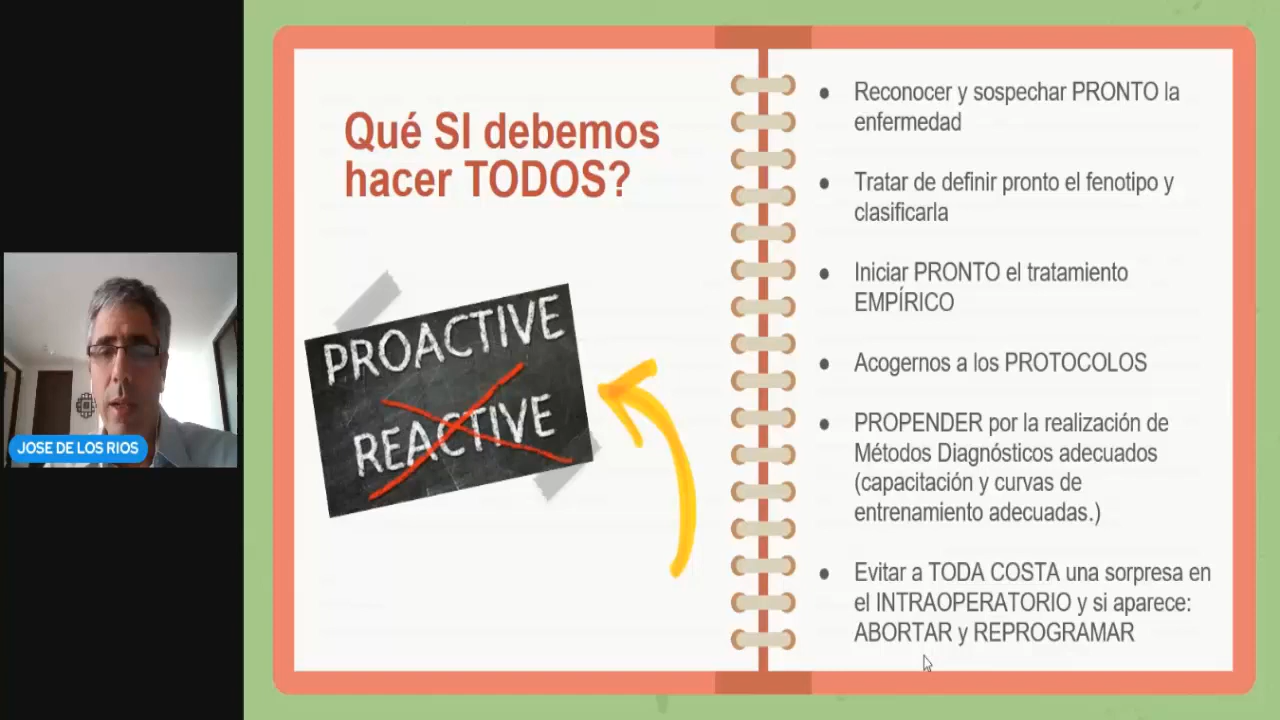 Qué SI debemos
hacer TODOS?
PROACTIVE
REACTIVE
JOSE DE LOS RIOS
● Reconocer y sospechar PRONTO la
enfermedad
● Tratar de definir pronto el fenotipo y
clasificarla
● Iniciar PRONTO el tratamiento
EMPÍRICO
● Acogernos a los PROTOCOLOS
● PROPENDER por la realización de
Métodos Diagnósticos adecuados
(capacitación y curvas de
entrenamiento adecuadas.)
● Evitar a TODA COSTA una sorpresa en
el INTRAOPERATORIO y si aparece:
ABORTAR y REPROGRAMAR